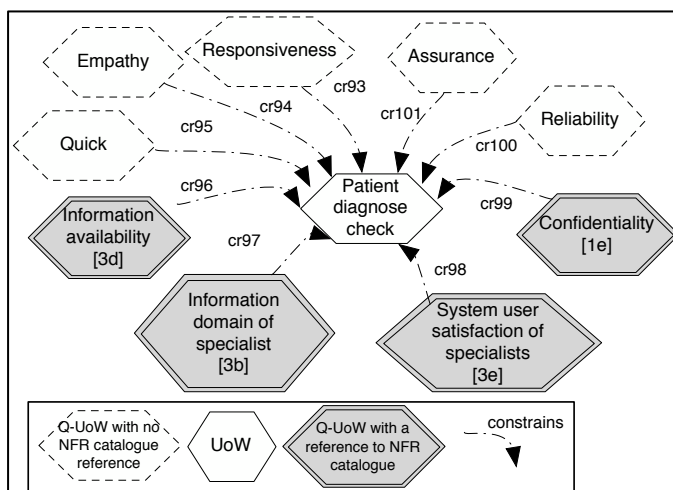 Responsiveness
Empathy
Assurance
cr93
cr94
cr101
cr95
cr100
Reliability
Quick
cr96
Patient
diagnose
check
Information
availability
[3d]
cr99
Confidentiality
[1e]
cr97
cr98
Information
domain of
specialist
[3b]
System user
satisfaction of
specialists
[3e]
Q-UoW with no
NFR catalogue
reference
UoW
Q-UoW with a
reference to NFR
catalogue
constrains